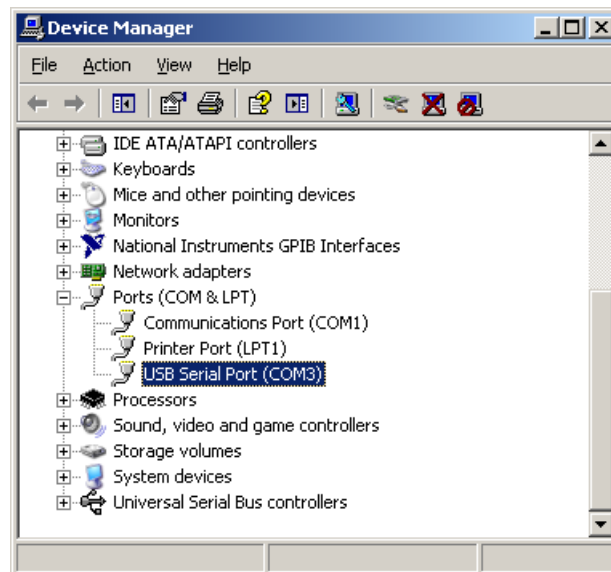 Device Manager
File Action View Help
IDE ATA/ATAPI controllers
Keyboards
Mice and other pointing devices
Monitors
National Instruments GPIB Interfaces
Network adapters
Ports (COM & LPT)
Communications Port (COM1)
Printer Port (LPT1)
USB Serial Port (COM3)
Processors
Sound, video and game controllers
Storage volumes
System devices
Universal Serial Bus controllers